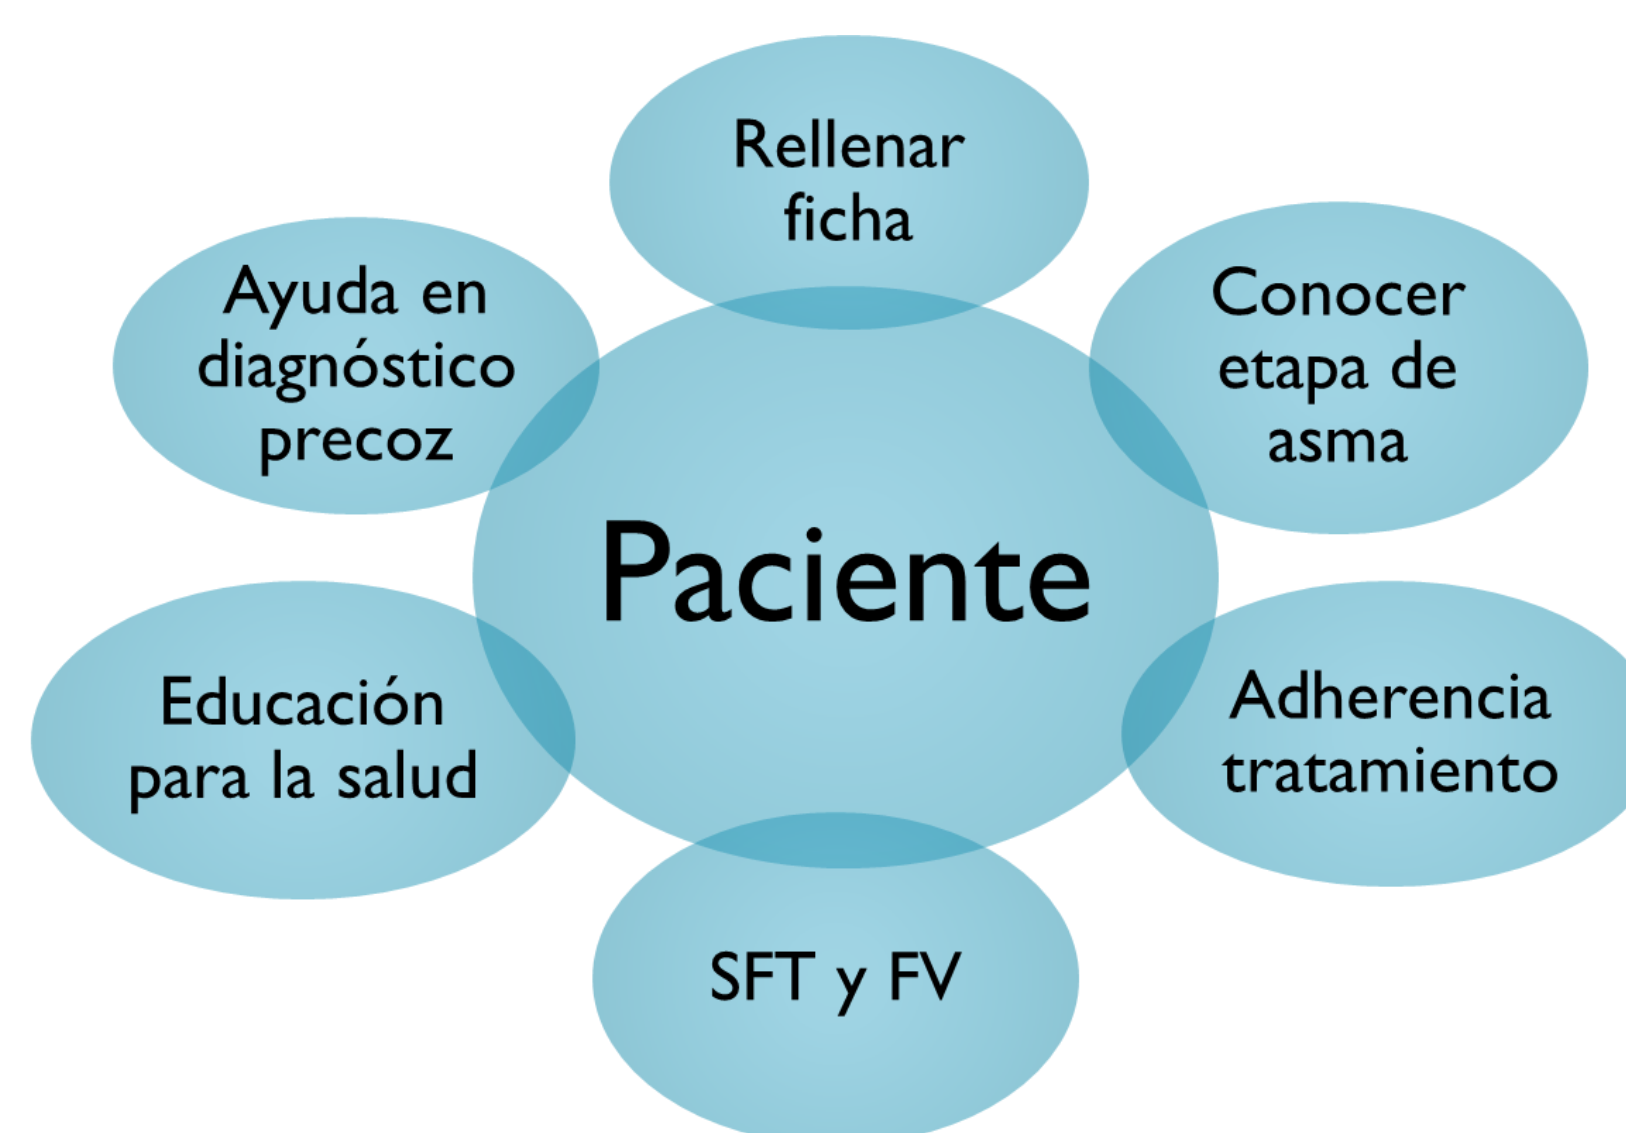 Rellenar
ficha
Ayuda en
diagnóstico
precoz
Conocer
etapa de
asma
Paciente
Educación
para la salud
Adherencia
tratamiento
SFT y FV